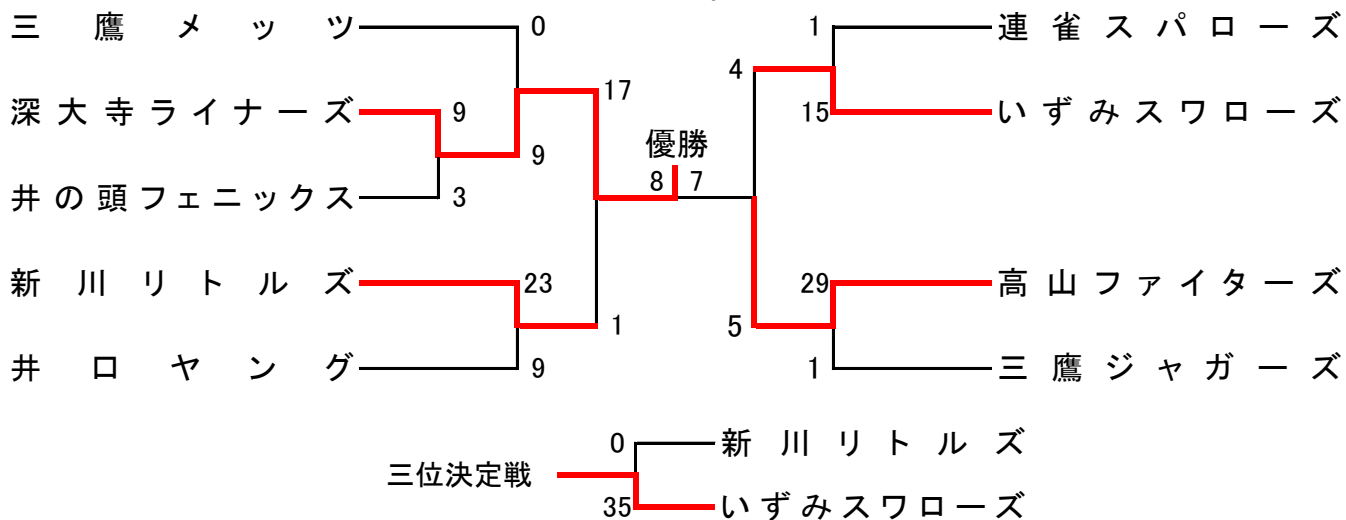 三鷹メッツ 0 1 連雀スパローズ
17 4
深大寺ライナーズ 9 15 いずみスワローズ
優勝
9
8 7
井の頭フェニックス 3
新川リトルズ 23 29 高山ファイターズ
1 5
井口ヤング 9 1 三鷹ジャガーズ
0 新川リトルズ
三位決定戦
35 いずみスワローズ